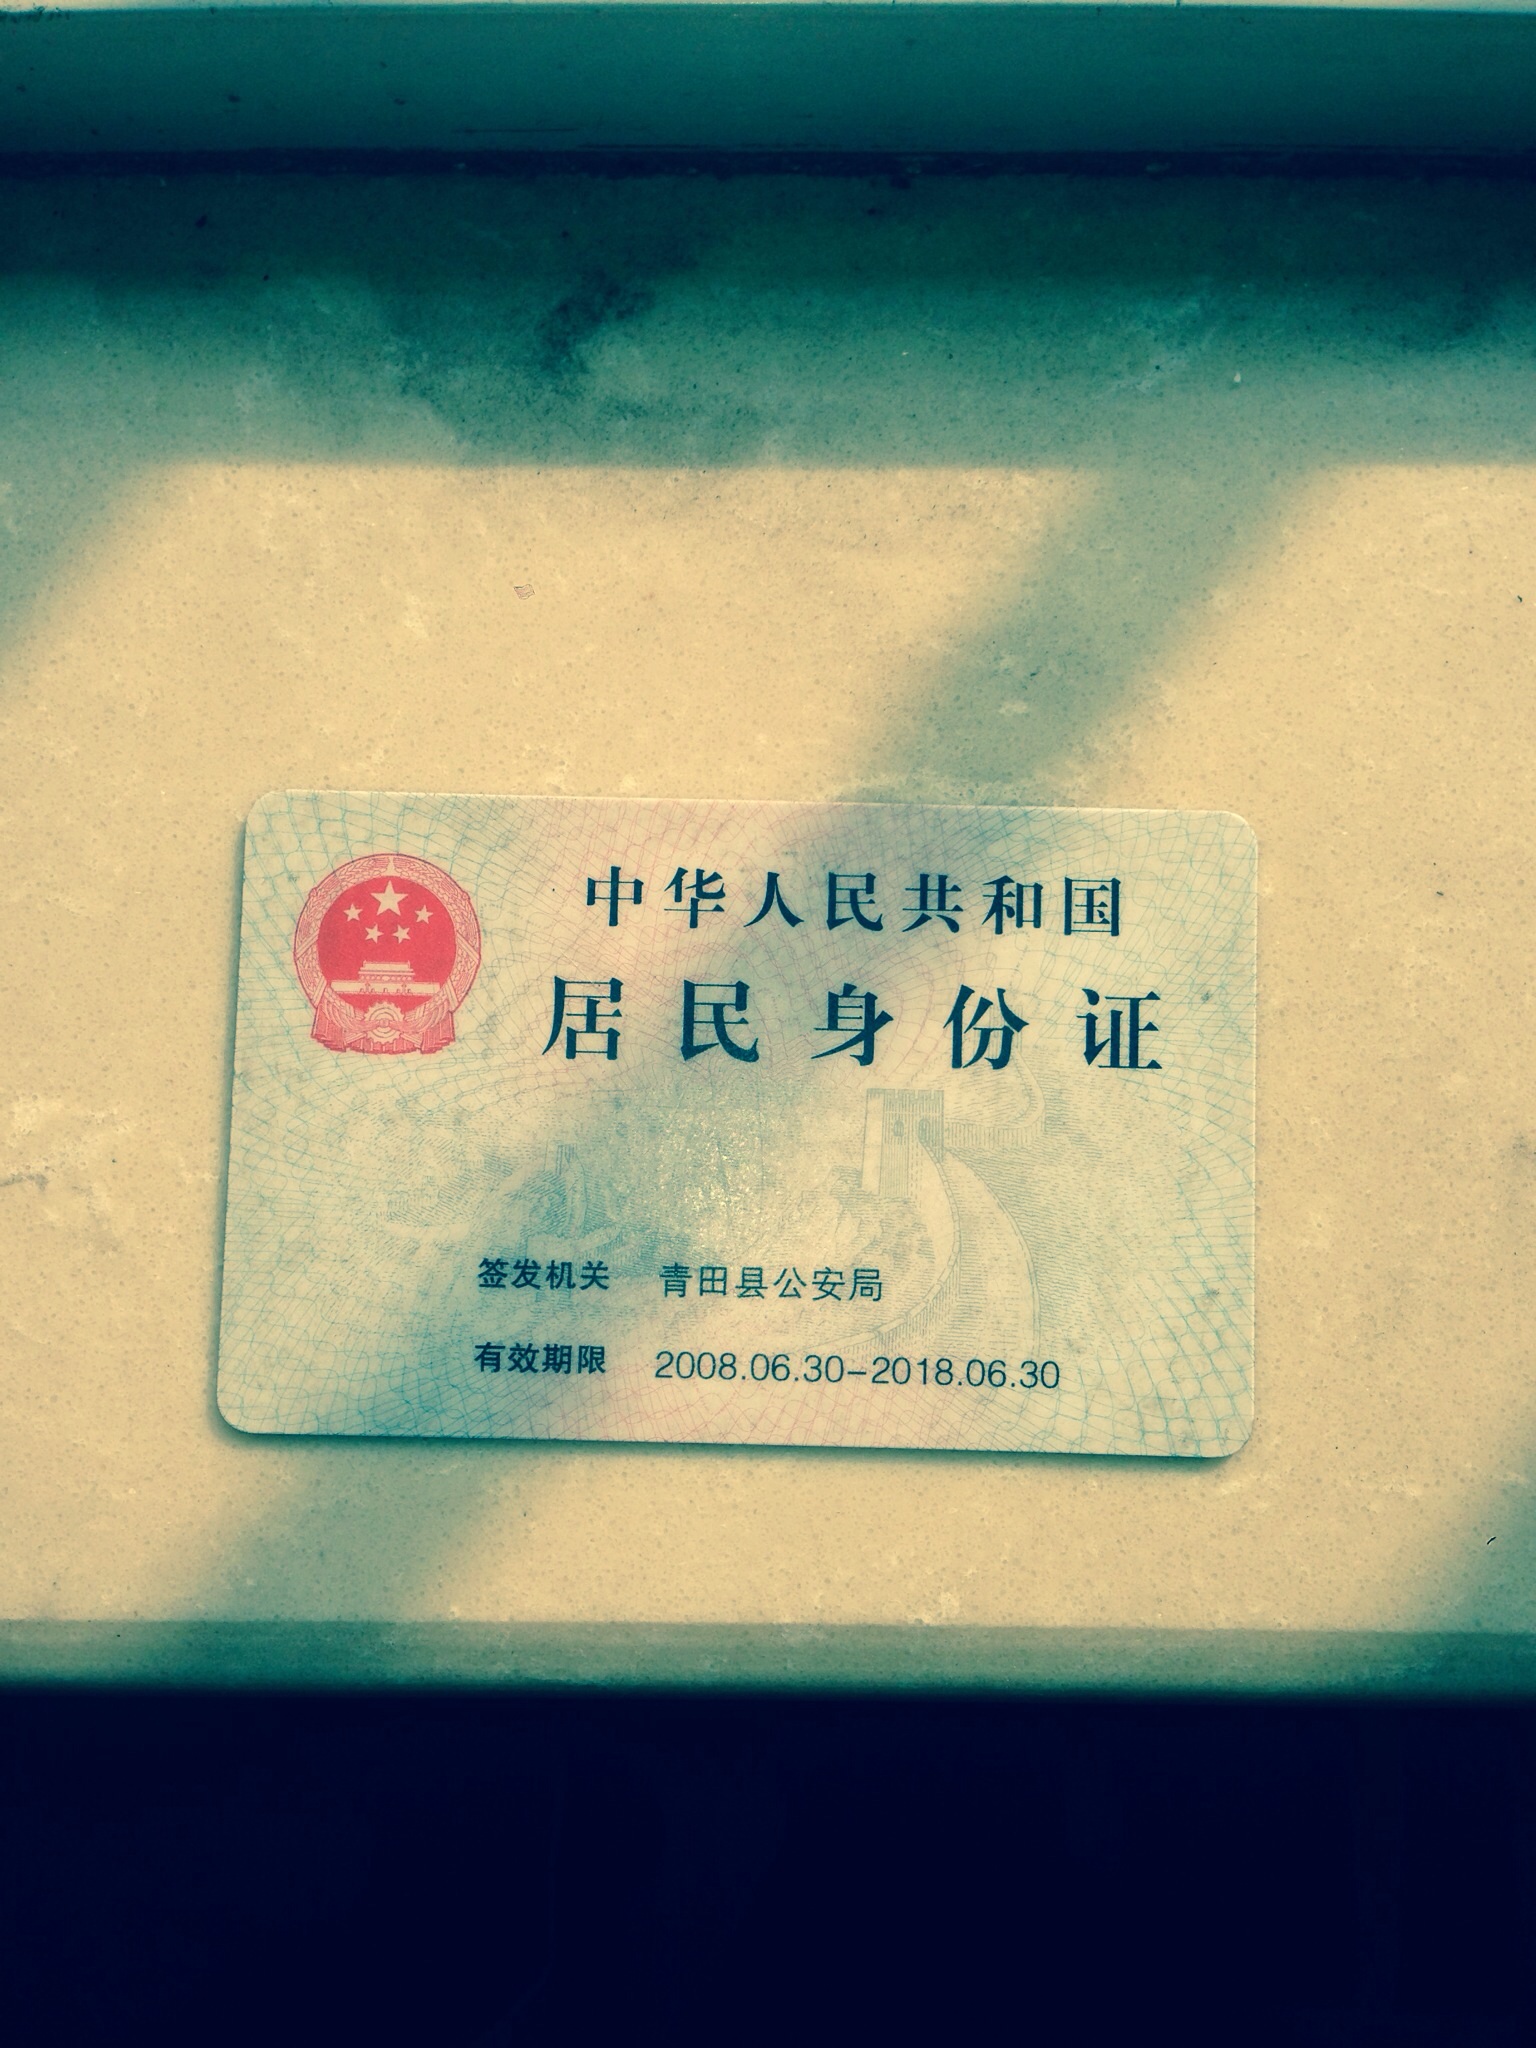 中华人民共和国
居民身份证
签发机关 青田县公安局
有效期限 2008.06.30-2018.06.30